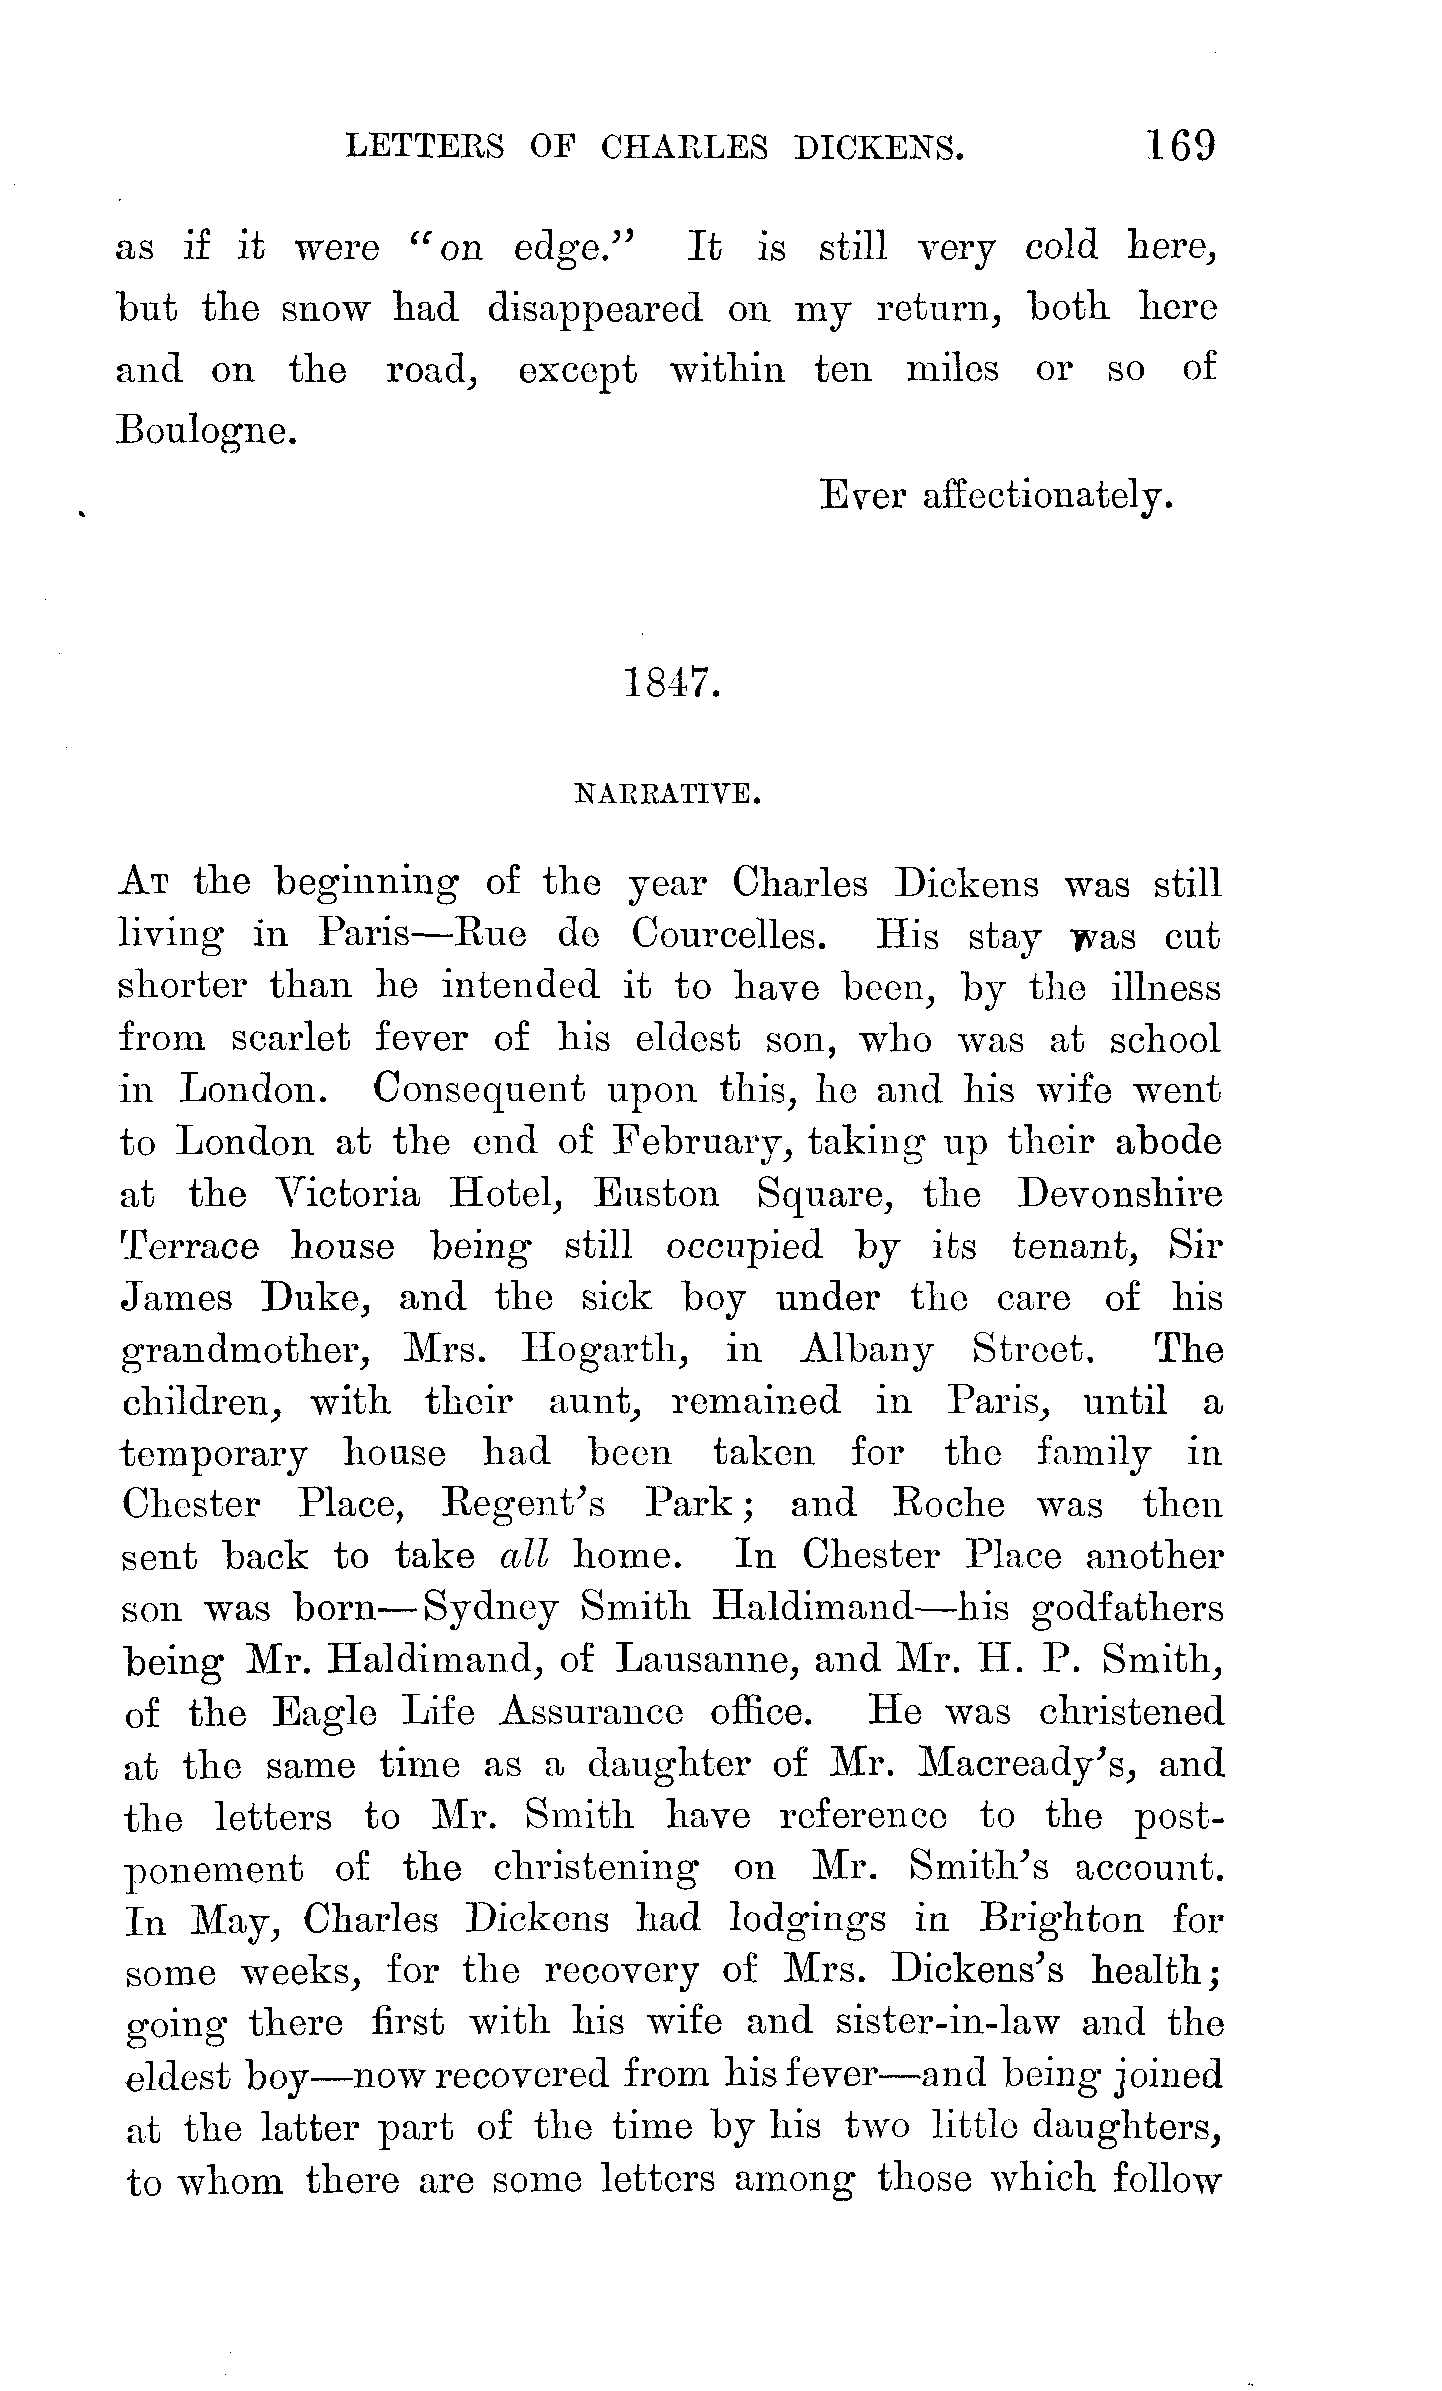 LETTERS OF CHARLES DICKENS. 169
as if it were “on edge.” It is still very cold here,
but the snow had disappeared on my return, both here
and on the road, except within ten miles or so of
Boulogne.
Ever affectionately.
1847.
NARRATIVE.
AT the beginning of the year Charles Dickens was still
living in Paris—Rue de Courcelles. His stay was cut
shorter than he intended it to have been, by the illness
from scarlet fever of his eldest son, who was at school
in London. Consequent upon this, he and his wife went
to London at the end of February, taking up their abode
at the Victoria Hotel, Euston Square, the Devonshire
Terrace house being still occupied by its tenant, Sir
James Duke, and the sick boy under the care of his
grandmother, Mrs. Hogarth, in Albany Street. The
children, with their aunt, remained in Paris, until a
temporary house had been taken for the family in
Chester Place, Regent’s Park; and Roche was then
sent back to take all home. In Chester Place another
son was born—Sydney Smith Haldimand—his godfathers
being Mr. Haldimand, of Lausanne, and Mr. H. P. Smith,
of the Eagle Life Assurance office. He was christened
at the same time as a daughter of Mr. Macready’s, and
the letters to Mr. Smith have reference to the post-
ponement of the christening on Mr. Smith’s account.
In May, Charles Dickens had lodgings in Brighton for
some weeks, for the recovery of Mrs. Dickens’s health;
going there first with his wife and sister-in-law and the
eldest boy—now recovered from his fever—and being joined
at the latter part of the time by his two little daughters,
to whom there are some letters among those which follow